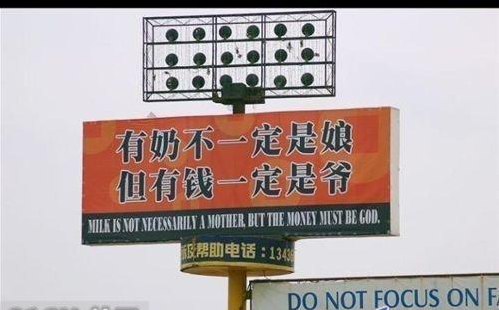 有奶不一定是娘
但有钱一定是爷
MILK IS NOT NECESSARILY A MOTHER, BUT THE MONEY MUST BE GOD.
帮助电话:1343
DO NOT FOCUS ON